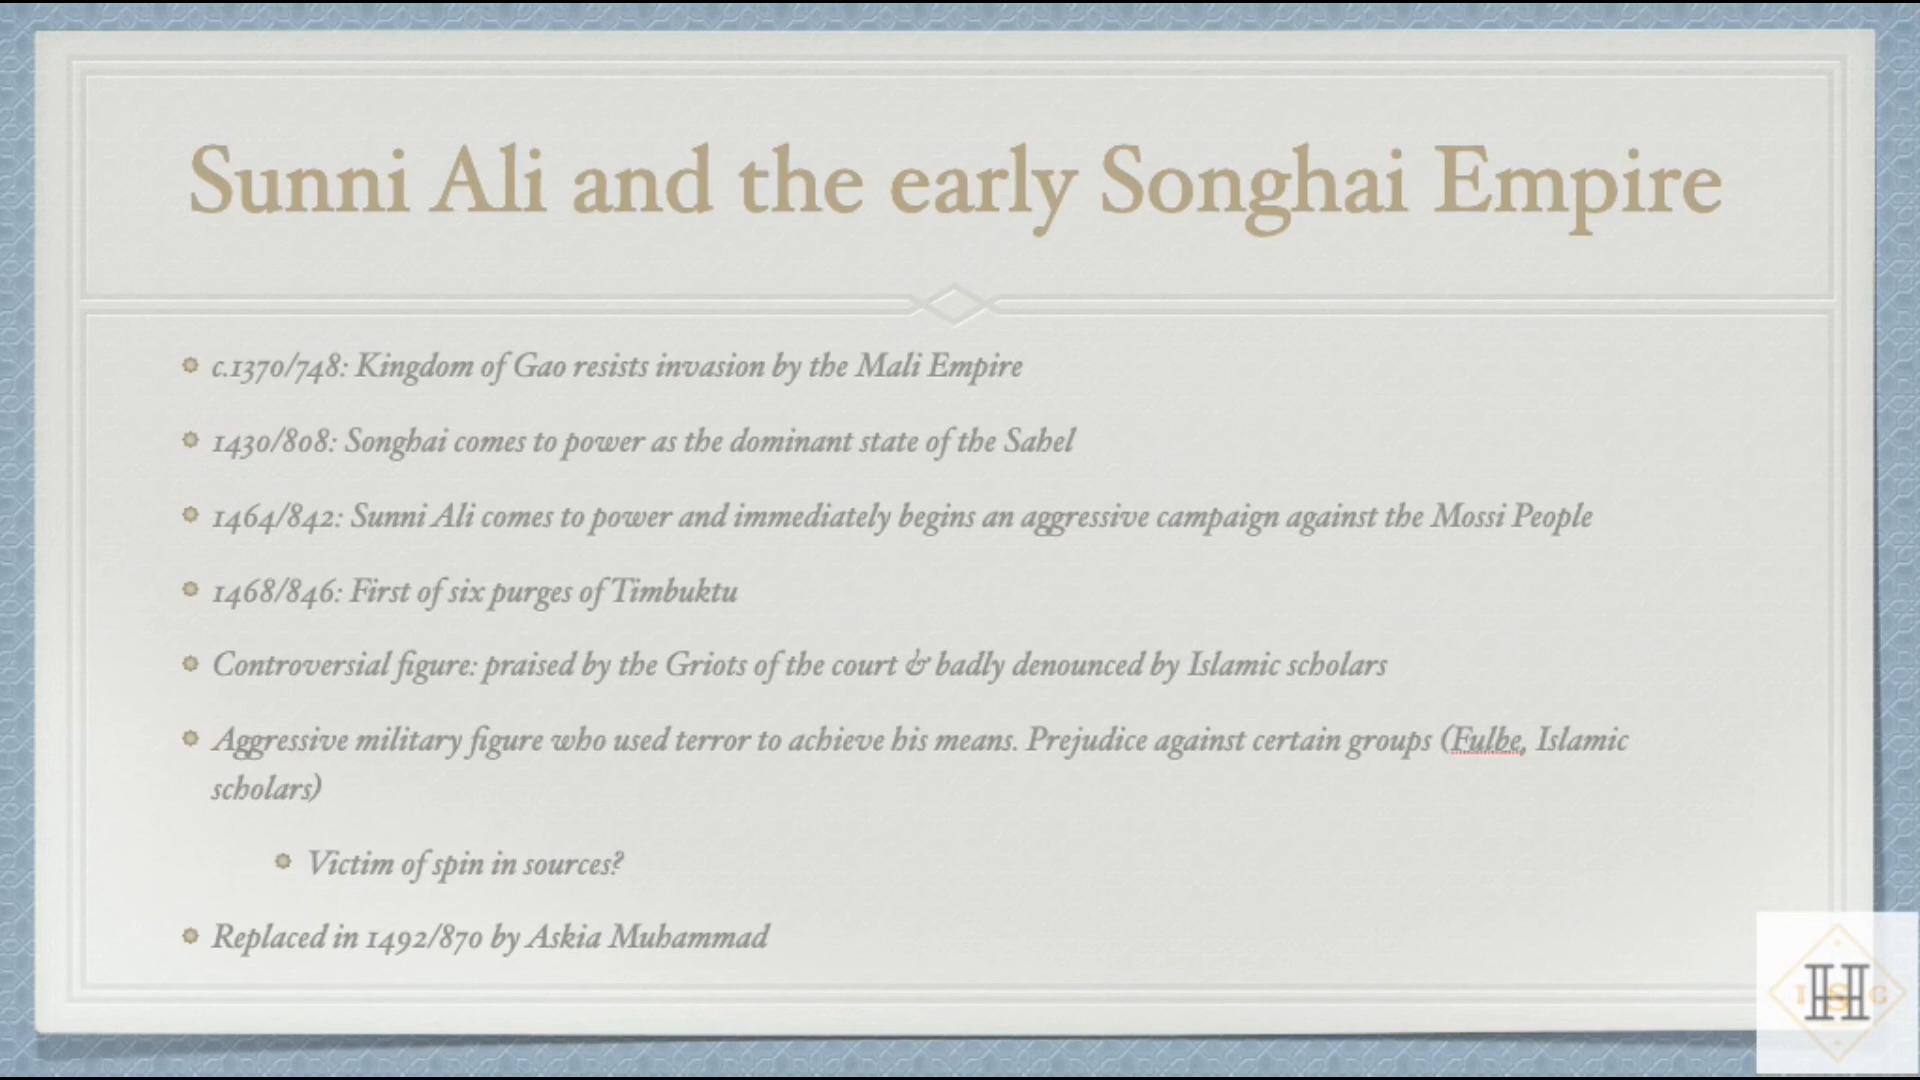 Sunni Ali and the early Songhai Empire
c.1370/748: Kingdom of Gao resists invasion by the Mali Empire
1430/808: Songhai comes to power as the dominant state of the Sahel
1464/842: Sunni Ali comes to power and immediately begins an aggressive campaign against the Mossi People
1468/846: First of six purges of Timbuktu
Controversial figure: praised by the Griots of the court & badly denounced by Islamic scholars
Aggressive military figure who used terror to achieve his means. Prejudice against certain groups (Fulbe, Islamic
scholars)
Victim of spin in sources?
Replaced in 1492/870 by Askia Muhammad
I H S C